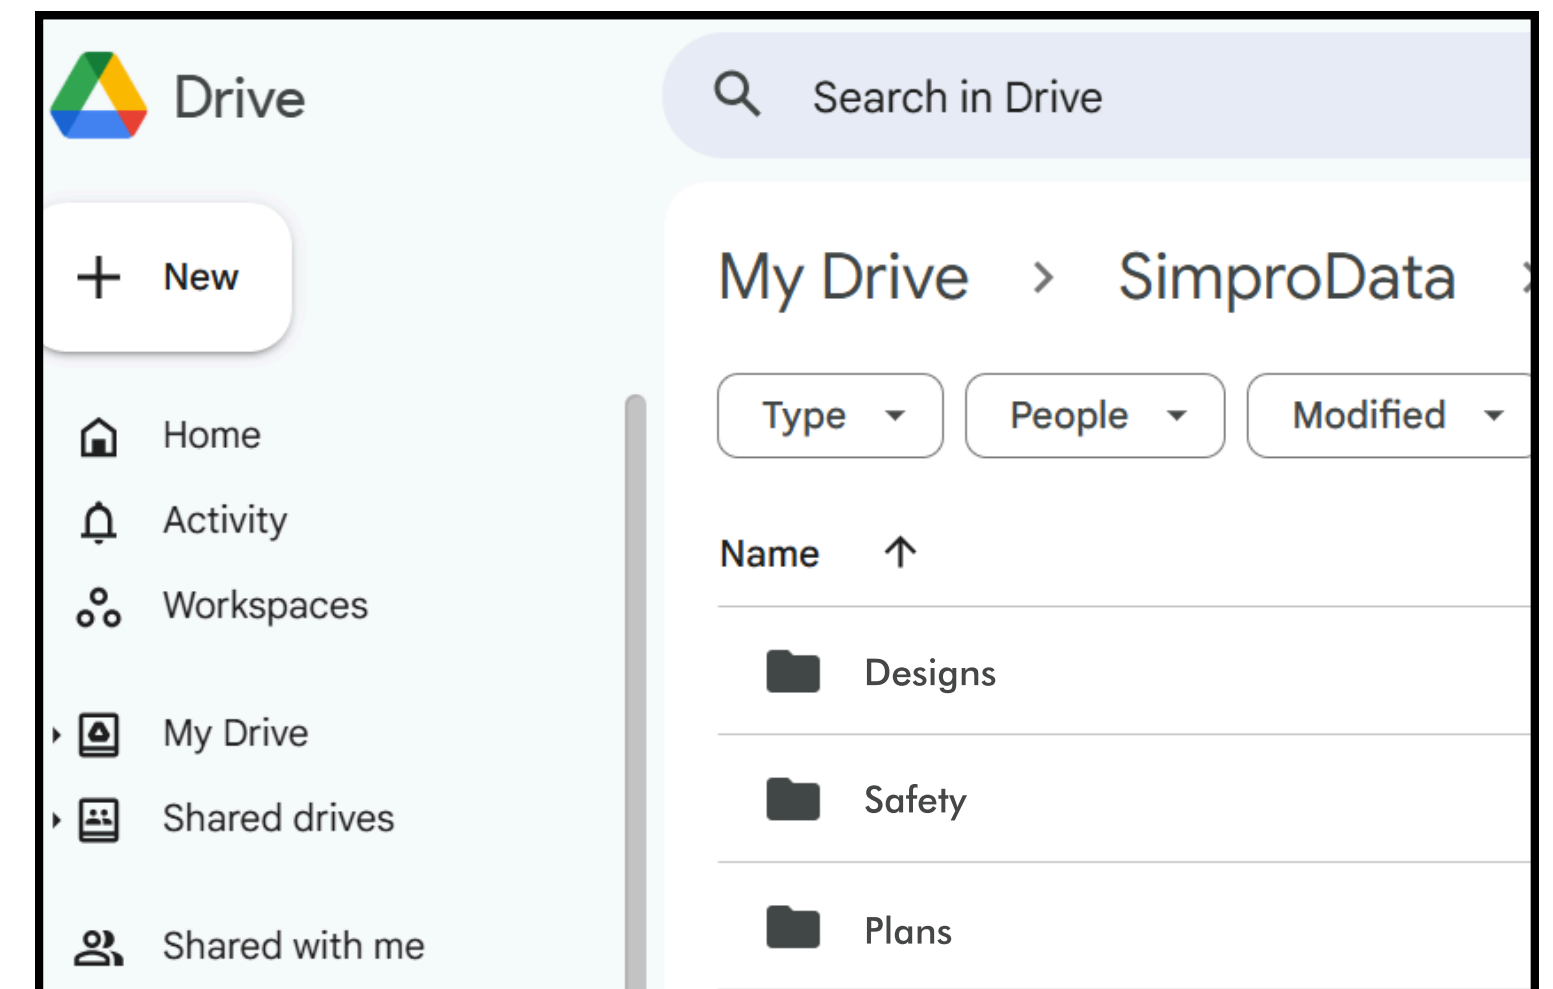 Drive
Search in Drive
New
My Drive > SimproData >
Type People Modified
Home
Activity
Workspaces
My Drive
Shared drives
Shared with me
Name
Designs
Safety
Plans